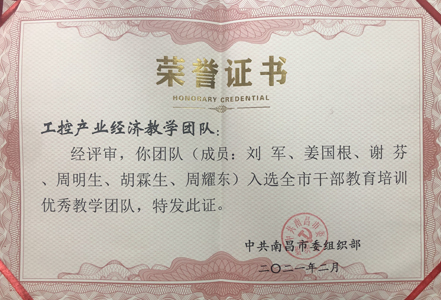 荣誉证书
HONORARY CREDENTIAL
工控产业经济教学团队：
经评审，你团队（成员：刘 军、姜国根、谢 芬
、周明生、胡霖生、周耀东）入选全市干部教育培训
优秀教学团队，特发此证。
中共南昌市委组织部
二〇二一年二月